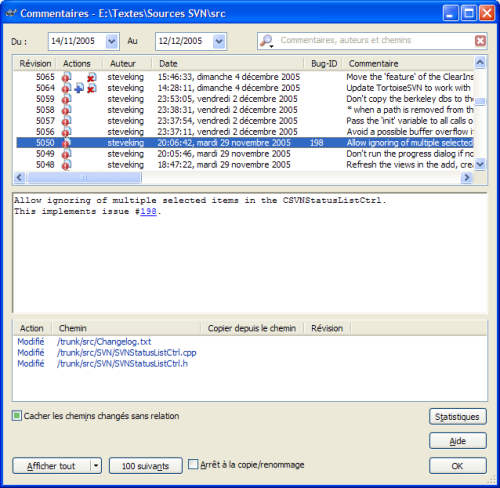 Commentaires - E:\Textes\Sources SVN\src
Du : 14/11/2005 Au 12/12/2005 Commentaires, auteurs et chemins
Révision Actions Auteur Date Bug-ID Commentaire
5065 steveking 15:46:33, dimanche 4 décembre 2005 Move the 'feature' of the ClearIns
5064 steveking 14:28:11, dimanche 4 décembre 2005 Update TortoiseSVN to work with
5059 steveking 23:53:05, vendredi 2 décembre 2005 Don't copy the berkeley db to the
5058 steveking 23:38:31, vendredi 2 décembre 2005 * when a path is removed from th
5057 steveking 23:37:54, vendredi 2 décembre 2005 Pass the 'init' variable to all calls o
5056 steveking 23:37:11, vendredi 2 décembre 2005 Avoid a possible buffer overflow if
5050 steveking 20:06:42, mardi 29 novembre 2005 198 Allow ignoring of multiple selected
5049 steveking 20:05:46, mardi 29 novembre 2005 Don't run the progress dialog if no
5048 steveking 18:47:22, mardi 29 novembre 2005 Refresh the views in the add, crea
Allow ignoring of multiple selected items in the CSVNStatusListCtrl.
This implements issue #198.
Action Chemin Copier depuis le chemin Révision
Modifié /trunk/src/Changelog.txt
Modifié /trunk/src/SVN/SVNStatusListCtrl.cpp
Modifié /trunk/src/SVN/SVNStatusListCtrl.h
Cacher les chemins changés sans relation Statistiques
Aide
Afficher tout 100 suivants Arrêt à la copie/renommage OK